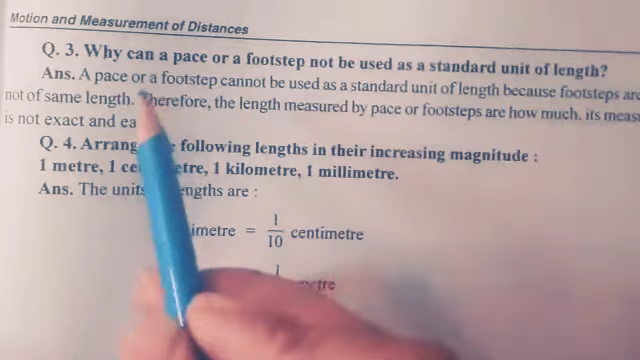 Motion and Measurement of Distances
Q. 3. Why can a pace or a footstep not be used as a standard unit of length?
Ans. A pace or a footstep cannot be used as a standard unit of length because footsteps are
not of same length. Therefore, the length measured by pace or footsteps are how much. its meas
is not exact and ea
Q. 4. Arrang following lengths in their increasing magnitude :
1 metre, 1 ce etre, 1 kilometre, 1 millimetre.
Ans. The units engths are :
imetre = 1/10 centimetre
1 metre